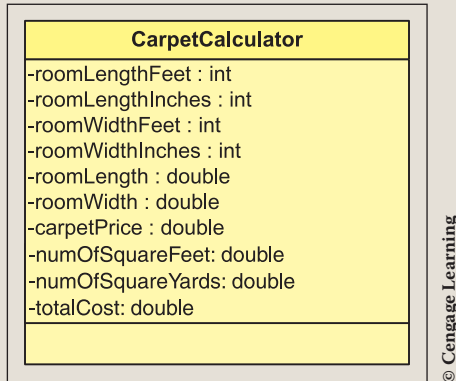 CarpetCalculator
-roomLengthFeet : int
-roomLengthInches : int
-roomWidthFeet : int
-roomWidthInches : int
-roomLength : double
-roomWidth : double
-carpetPrice : double
-numOfSquareFeet: double
-numOfSquareYards: double
-totalCost: double
© Cengage Learning